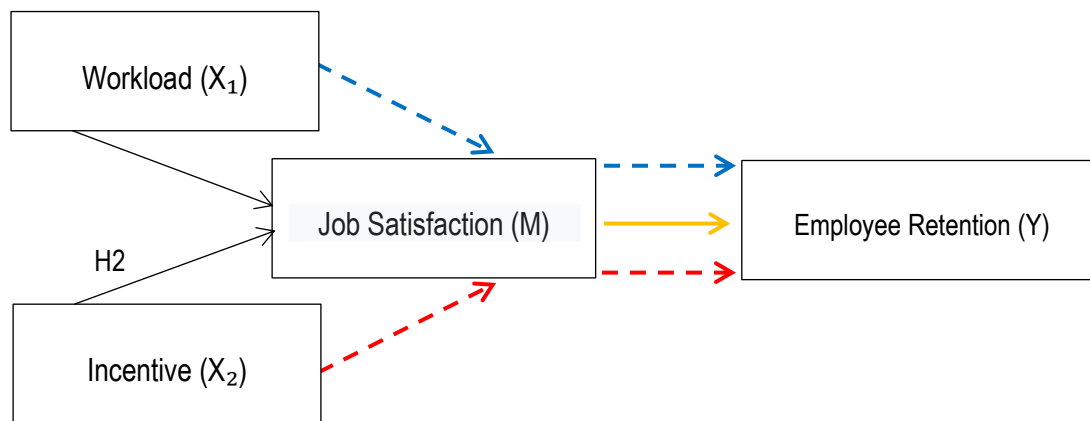 Workload (X₁)
Job Satisfaction (M)
Employee Retention (Y)
H2
Incentive (X₂)